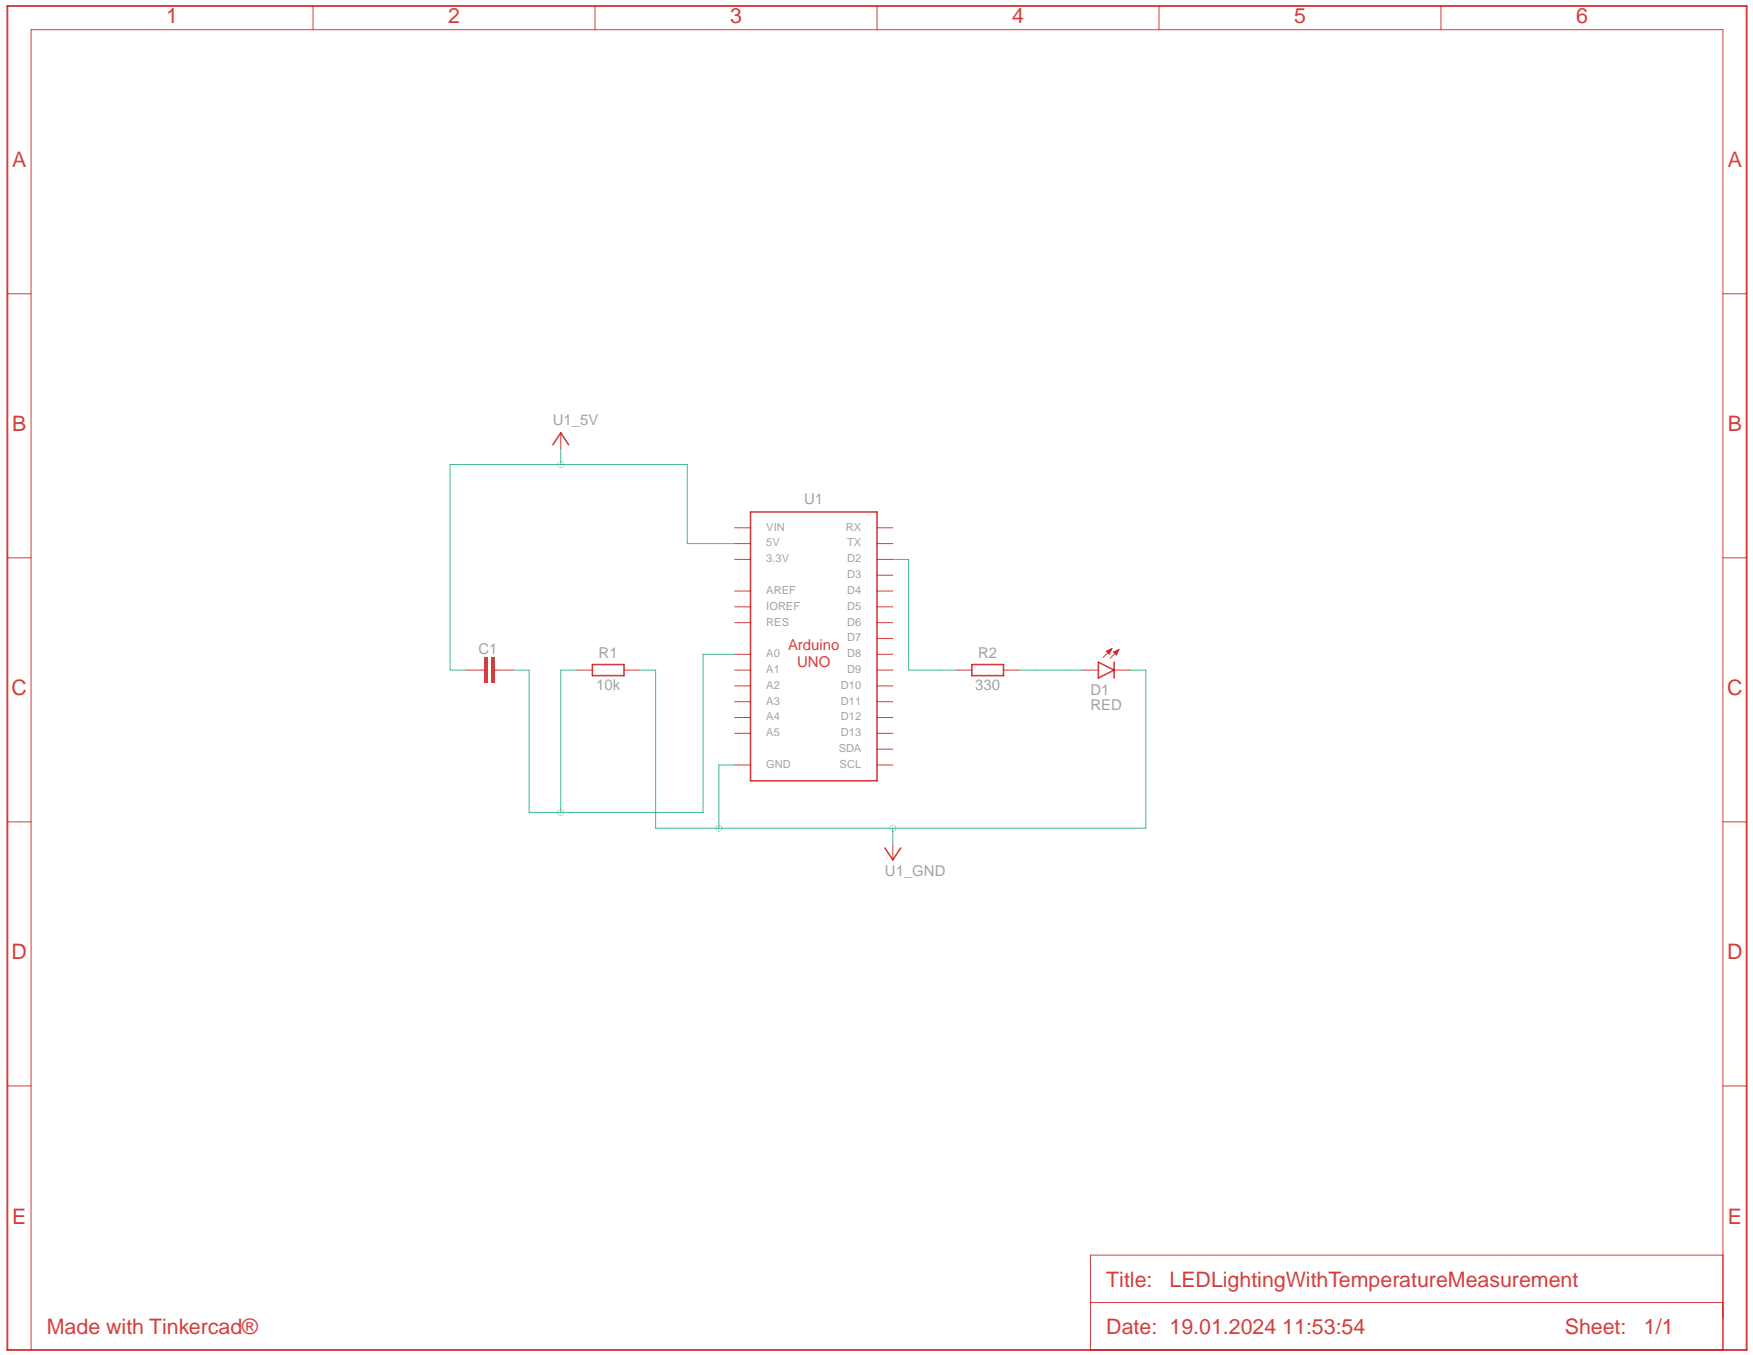 1 2 3 4 5 6
A A
B B
U1_5V
U1
VIN RX
5V TX
3.3V D2
D3
AREF D4
IOREF D5
RES D6
D7
Arduino
UNO
A0 D8
A1 D9
A2 D10
A3 D11
A4 D12
A5 D13
SDA
GND SCL
C1
R1
10k
R2
330
D1
RED
C C
U1_GND
D D
E E
Title: LEDLightingWithTemperatureMeasurement
Made with Tinkercad®
Date: 19.01.2024 11:53:54 Sheet: 1/1